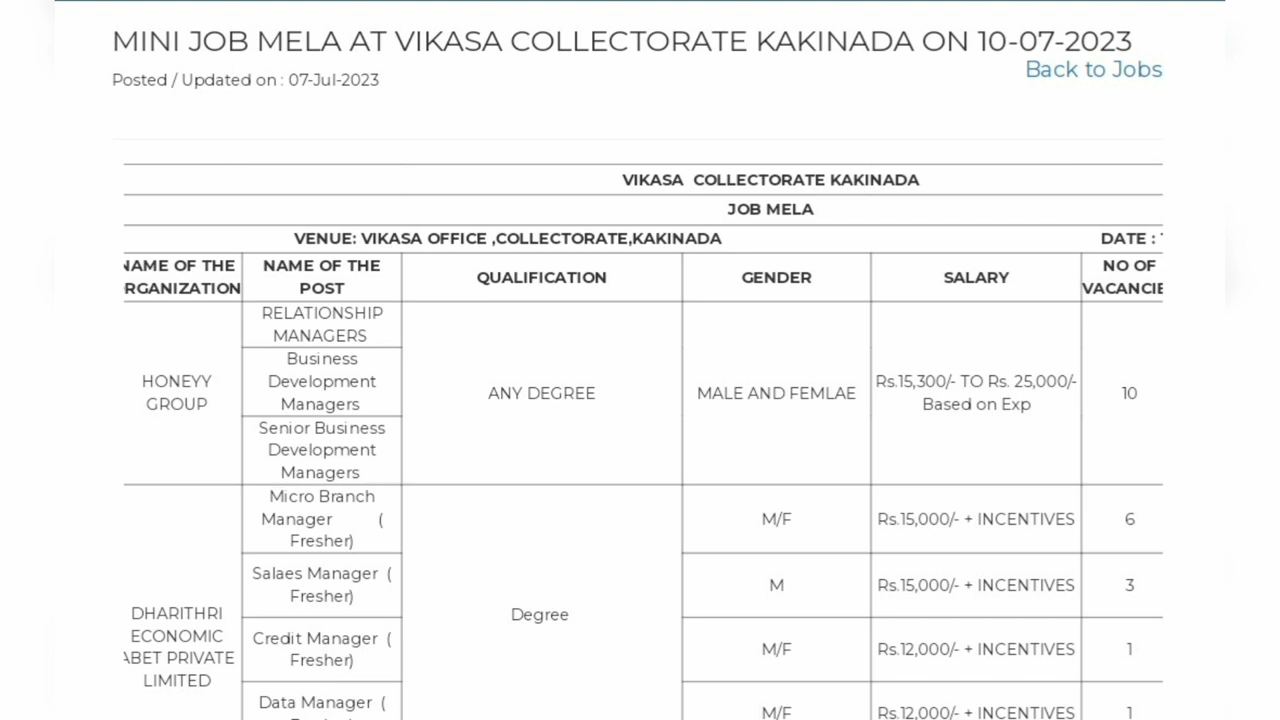 MINI JOB MELA AT VIKASA COLLECTORATE KAKINADA ON 10-07-2023
Back to Jobs
Posted / Updated on : 07-Jul-2023
VIKASA COLLECTORATE KAKINADA
JOB MELA
VENUE: VIKASA OFFICE ,COLLECTORATE,KAKINADA
DATE :
NAME OF THE
RGANIZATION
NAME OF THE
POST
QUALIFICATION
GENDER
SALARY
NO OF
VACANCIE
HONEYY
GROUP
RELATIONSHIP
MANAGERS
Business
Development
Managers
Senior Business
Development
Managers
ANY DEGREE
MALE AND FEMLAE
Rs.15,300/- TO Rs. 25,000/-
Based on Exp
10
DHARITHRI
ECONOMIC
ABET PRIVATE
LIMITED
Micro Branch
Manager (
Fresher)
Degree
M/F
Rs.15,000/- + INCENTIVES
6
Salaes Manager (
Fresher)
M
Rs.15,000/- + INCENTIVES
3
Credit Manager (
Fresher)
M/F
Rs.12,000/- + INCENTIVES
1
Data Manager (
M/F
Rs.12,000/- + INCENTIVES
1